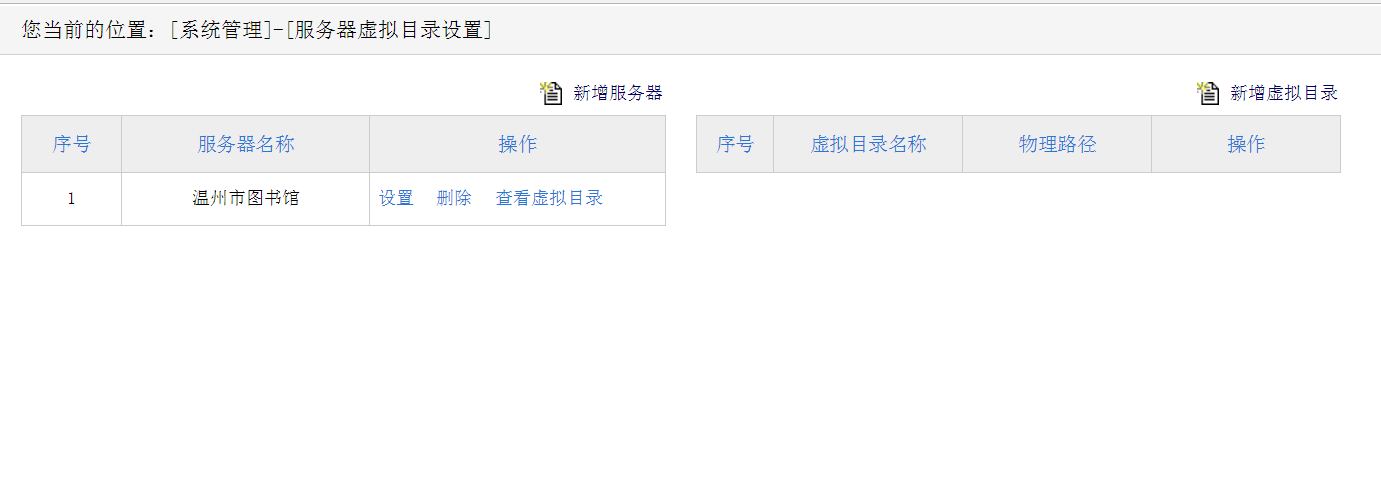 您当前的位置：[系统管理]-[服务器虚拟目录设置]
新增服务器
序号 服务器名称 操作
1 温州市图书馆 设置 删除 查看虚拟目录
新增虚拟目录
序号 虚拟目录名称 物理路径 操作